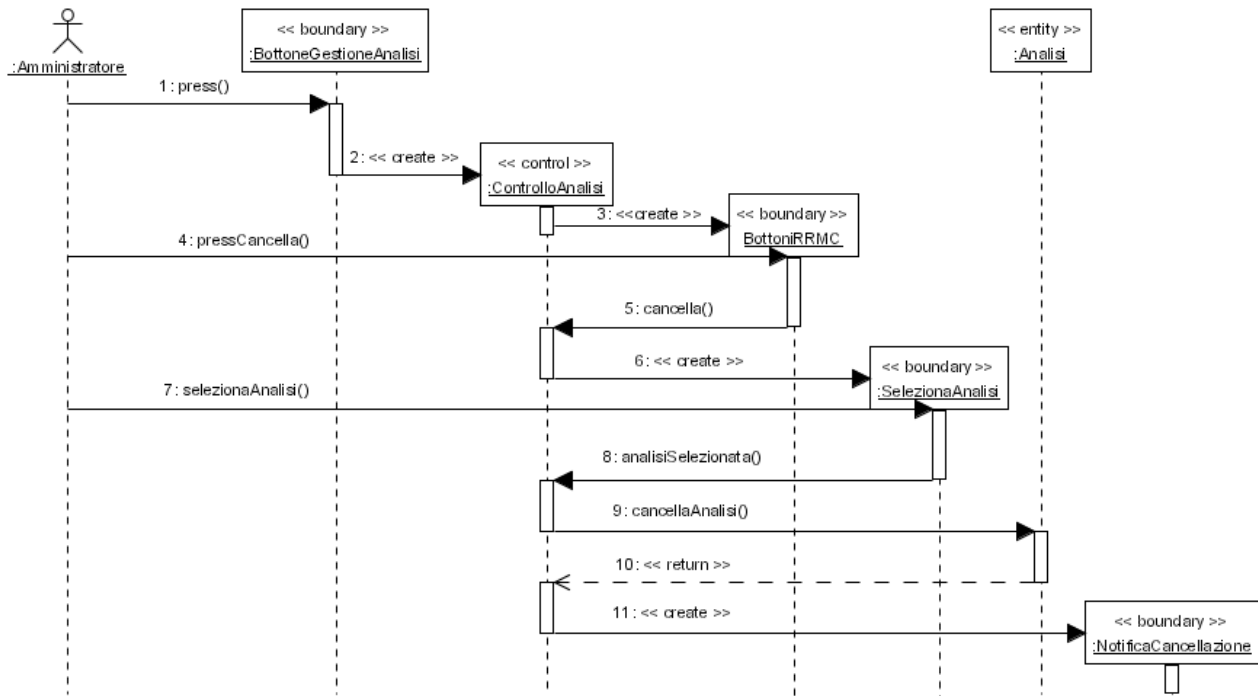 << boundary >>
:BottoneGestioneAnalisi
<< entity >>
:Analisi
:Amministratore
1 : press()
2 : << create >>
<< control >>
:ControlloAnalisi
3 : <<create >>
<< boundary >>
BottoniRRMC
4 : pressCancella()
5 : cancella()
6 : << create >>
<< boundary >>
:SelezionaAnalisi
7 : selezionaAnalisi()
8 : analisiSelezionata()
9 : cancellaAnalisi()
10 : << return >>
11 : << create >>
<< boundary >>
:NotificaCancellazione